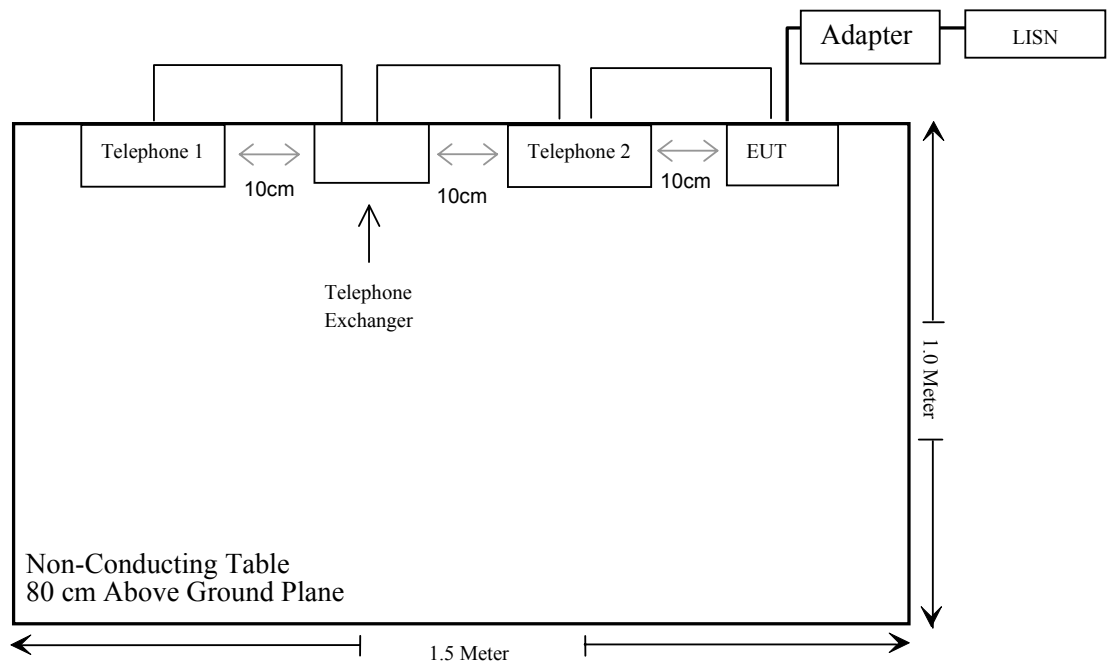 Adapter
LISN
Telephone 1
Telephone 2
EUT
10cm
10cm
10cm
Telephone
Exchanger
1.0 Meter
Non-Conducting Table
80 cm Above Ground Plane
1.5 Meter